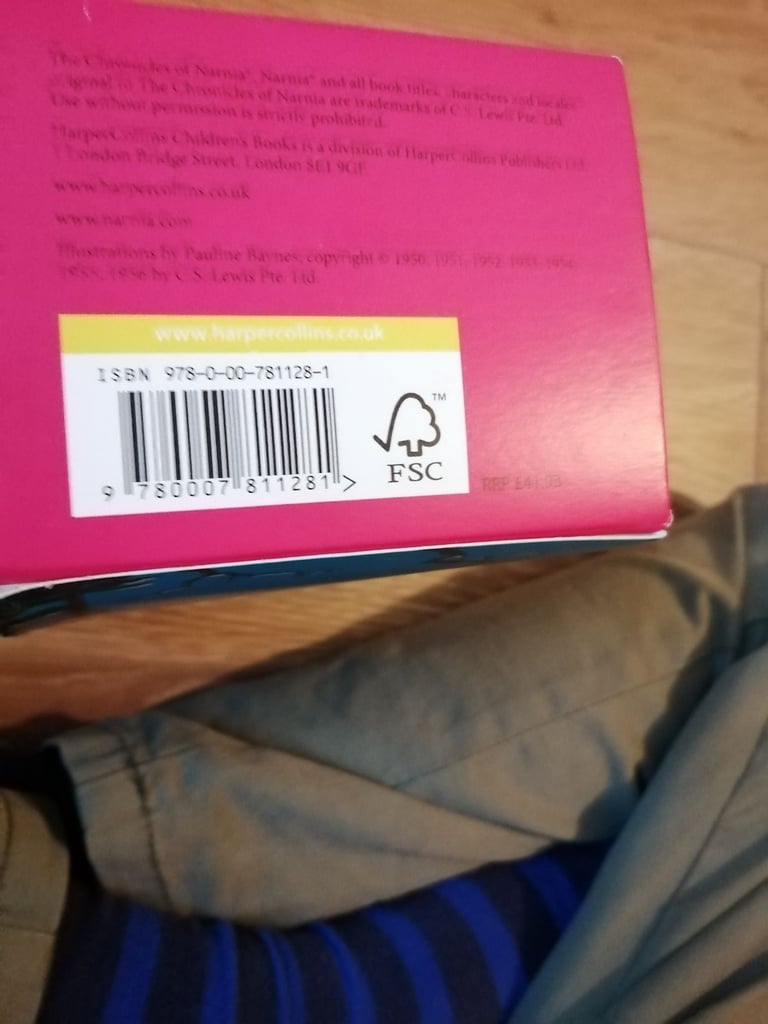 The Chronicles of Narnia®, Narnia® and all book titles, characters and locales
original to The Chronicles of Narnia are trademarks of C.S. Lewis Pte. Ltd.
Use without permission is strictly prohibited.
HarperCollins Children's Books is a division of HarperCollins Publishers Ltd.
1 London Bridge Street, London SE1 9GF
www.harpercollins.co.uk
www.narnia.com
Illustrations by Pauline Baynes; copyright © 1950, 1951, 1952, 1953, 1954,
1955, 1956 by C.S. Lewis Pte. Ltd.
www.harpercollins.co.uk
ISBN 978-0-00-781128-1
9 780007 811281 >
TM
FSC
RRP £41.93